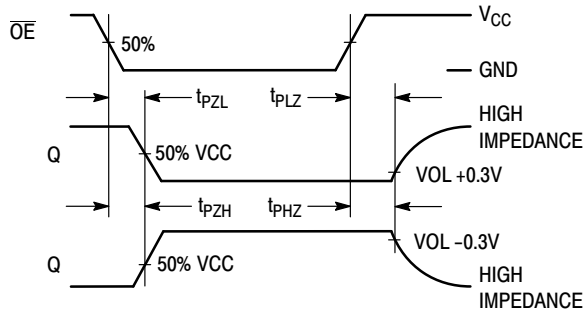 OE
50%
VCC
GND
tPZL
tPLZ
HIGH
IMPEDANCE
Q
50% VCC
VOL +0.3V
tPZH
tPHZ
VOL −0.3V
Q
50% VCC
HIGH
IMPEDANCE